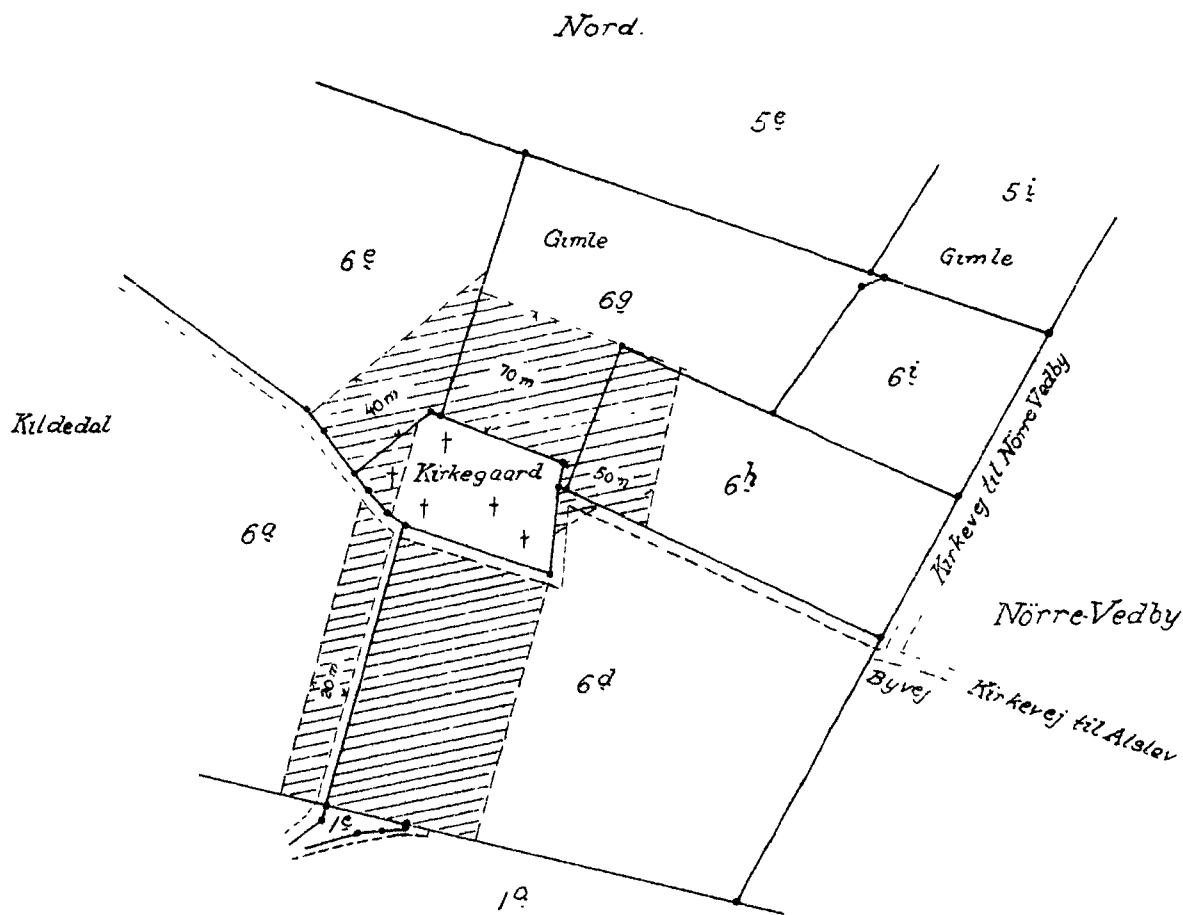 Nord.
5e
5i
Gimle
Gimle
6e
6g
6i
70 m
40 m
Kildedal
Kirkegaard
50 m
6h
Kirkevej til Nörre Vedby
6a
Nörre-Vedby
20 m
6d
Byvej
Kirkevej til Alslev
1e
1a